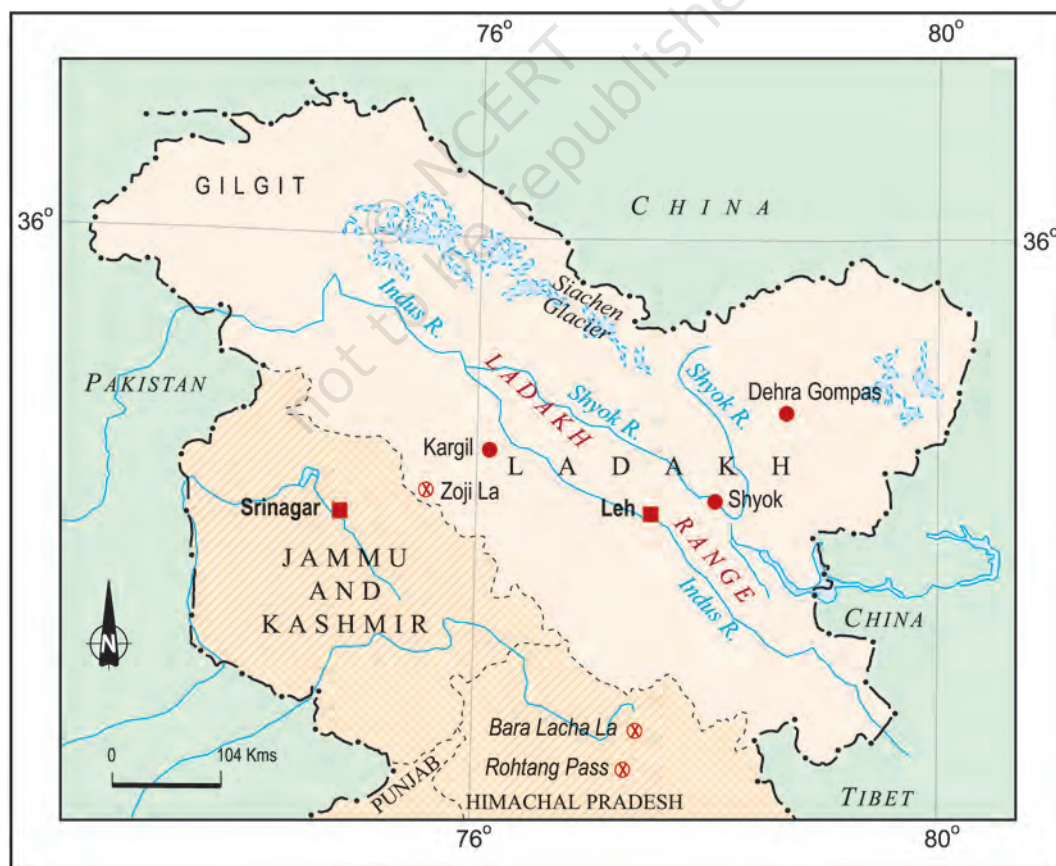 76°
80°
© NCERT
not to be republished
GILGIT
CHINA
36°
36°
Siachen
Glacier
Indus R.
PAKISTAN
LADAKH
Shyok R.
Shyok R.
Dehra Gompas
Kargil
LADAKH
Zoji La
Srinagar
Leh
Shyok
JAMMU
AND
KASHMIR
RANGE
Indus R.
CHINA
N
Bara Lacha La
0
104 Kms
Rohtang Pass
PUNJAB
HIMACHAL PRADESH
TIBET
76°
80°